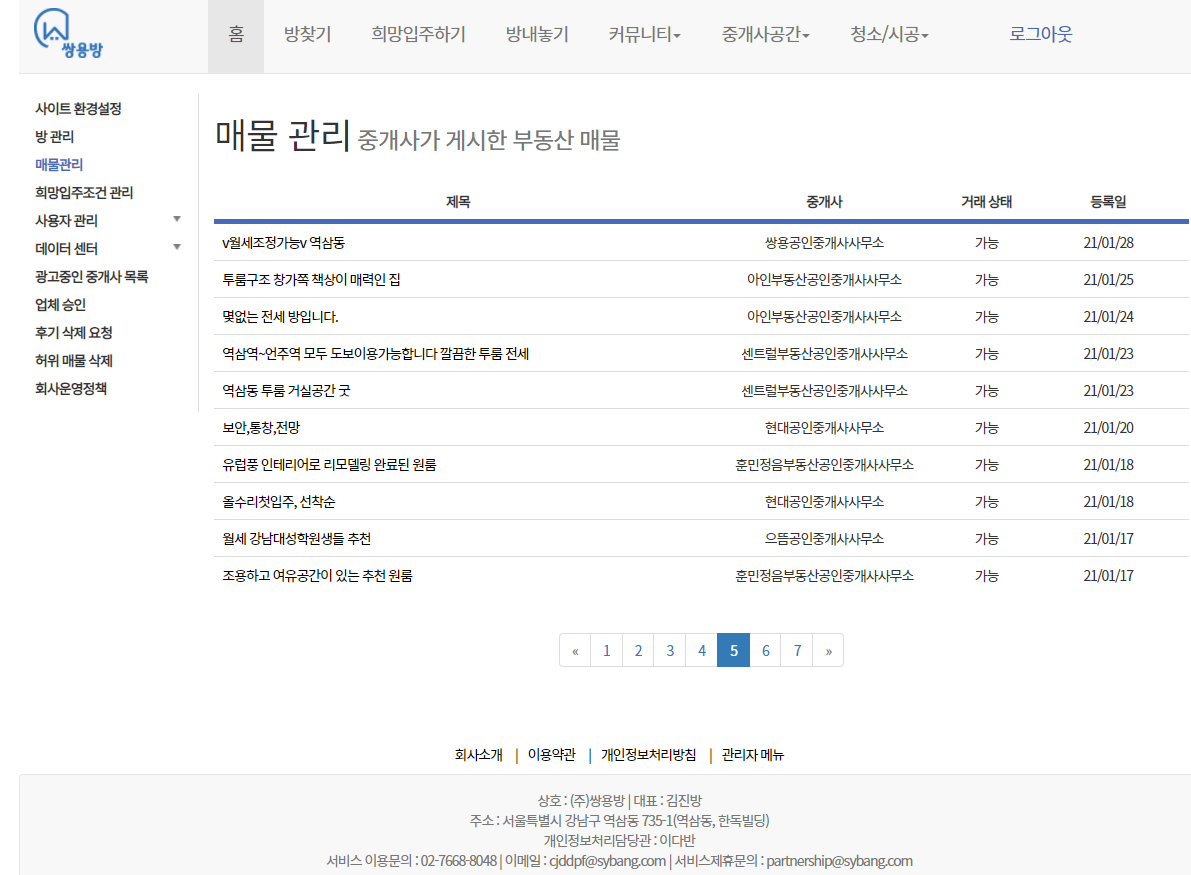 쌍용방
홈 방찾기 희망입주하기 방내놓기 커뮤니티 중개사공간 청소/시공 로그아웃
사이트 환경설정
방 관리
매물관리
희망입주조건 관리
사용자 관리
데이터 센터
광고중인 중개사 목록
업체 승인
후기 삭제 요청
허위 매물 삭제
회사운영정책
매물 관리 중개사가 게시한 부동산 매물
제목 중개사 거래 상태 등록일
v월세조정가능v 역삼동 쌍용공인중개사사무소 가능 21/01/28
투룸구조 창가쪽 책상이 매력인 집 아인부동산공인중개사사무소 가능 21/01/25
몇없는 전세 방입니다. 아인부동산공인중개사사무소 가능 21/01/24
역삼역~언주역 모두 도보이용가능합니다 깔끔한 투룸 전세 센트럴부동산공인중개사사무소 가능 21/01/23
역삼동 투룸 거실공간 굿 센트럴부동산공인중개사사무소 가능 21/01/23
보안,통창,전망 현대공인중개사사무소 가능 21/01/20
유럽풍 인테리어로 리모델링 완료된 원룸 훈민정음부동산공인중개사사무소 가능 21/01/18
올수리첫입주, 선착순 현대공인중개사사무소 가능 21/01/18
월세 강남대성학원생들 추천 으뜸공인중개사사무소 가능 21/01/17
조용하고 여유공간이 있는 추천 원룸 훈민정음부동산공인중개사사무소 가능 21/01/17
« 1 2 3 4 5 6 7 »
회사소개 | 이용약관 | 개인정보처리방침 | 관리자 메뉴
상호 : (주)쌍용방 | 대표 : 김진방
주소 : 서울특별시 강남구 역삼동 735-1(역삼동, 한독빌딩)
개인정보처리담당관 : 이다반
서비스 이용문의 : 02-7668-8048 | 이메일 : cjddpf@sybang.com | 서비스제휴문의 : partnership@sybang.com